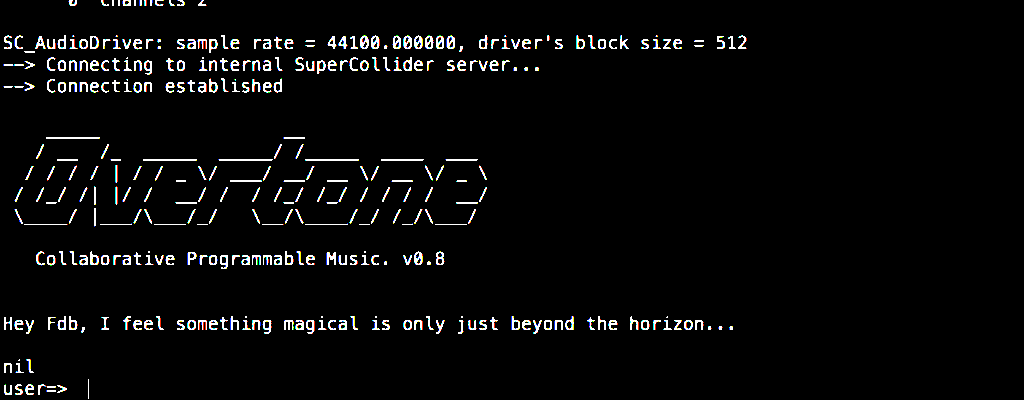 0 Channels 2
SC_AudioDriver: sample rate = 44100.000000, driver's block size = 512
--> Connecting to internal SuperCollider server...
--> Connection established
Overtone
Collaborative Programmable Music. v0.8
Hey Fdb, I feel something magical is only just beyond the horizon...
nil
user=>